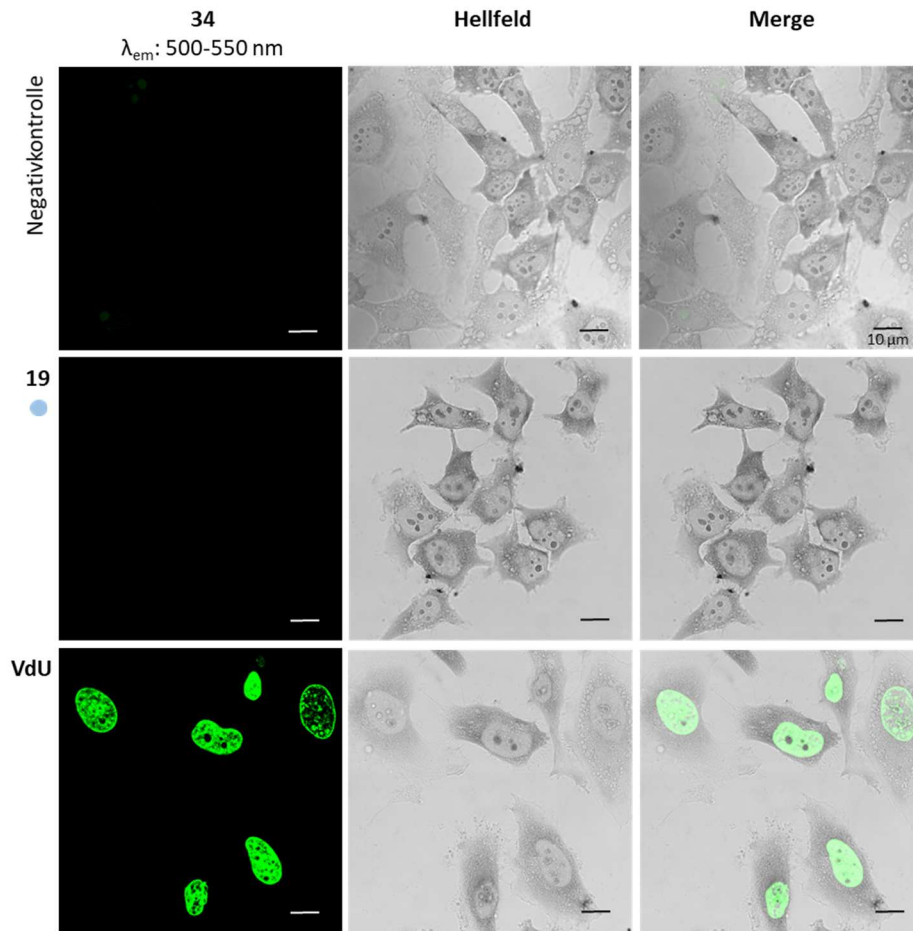 34
λem: 500-550 nm
Hellfeld
Merge
Negativkontrolle
10 µm
19
VdU